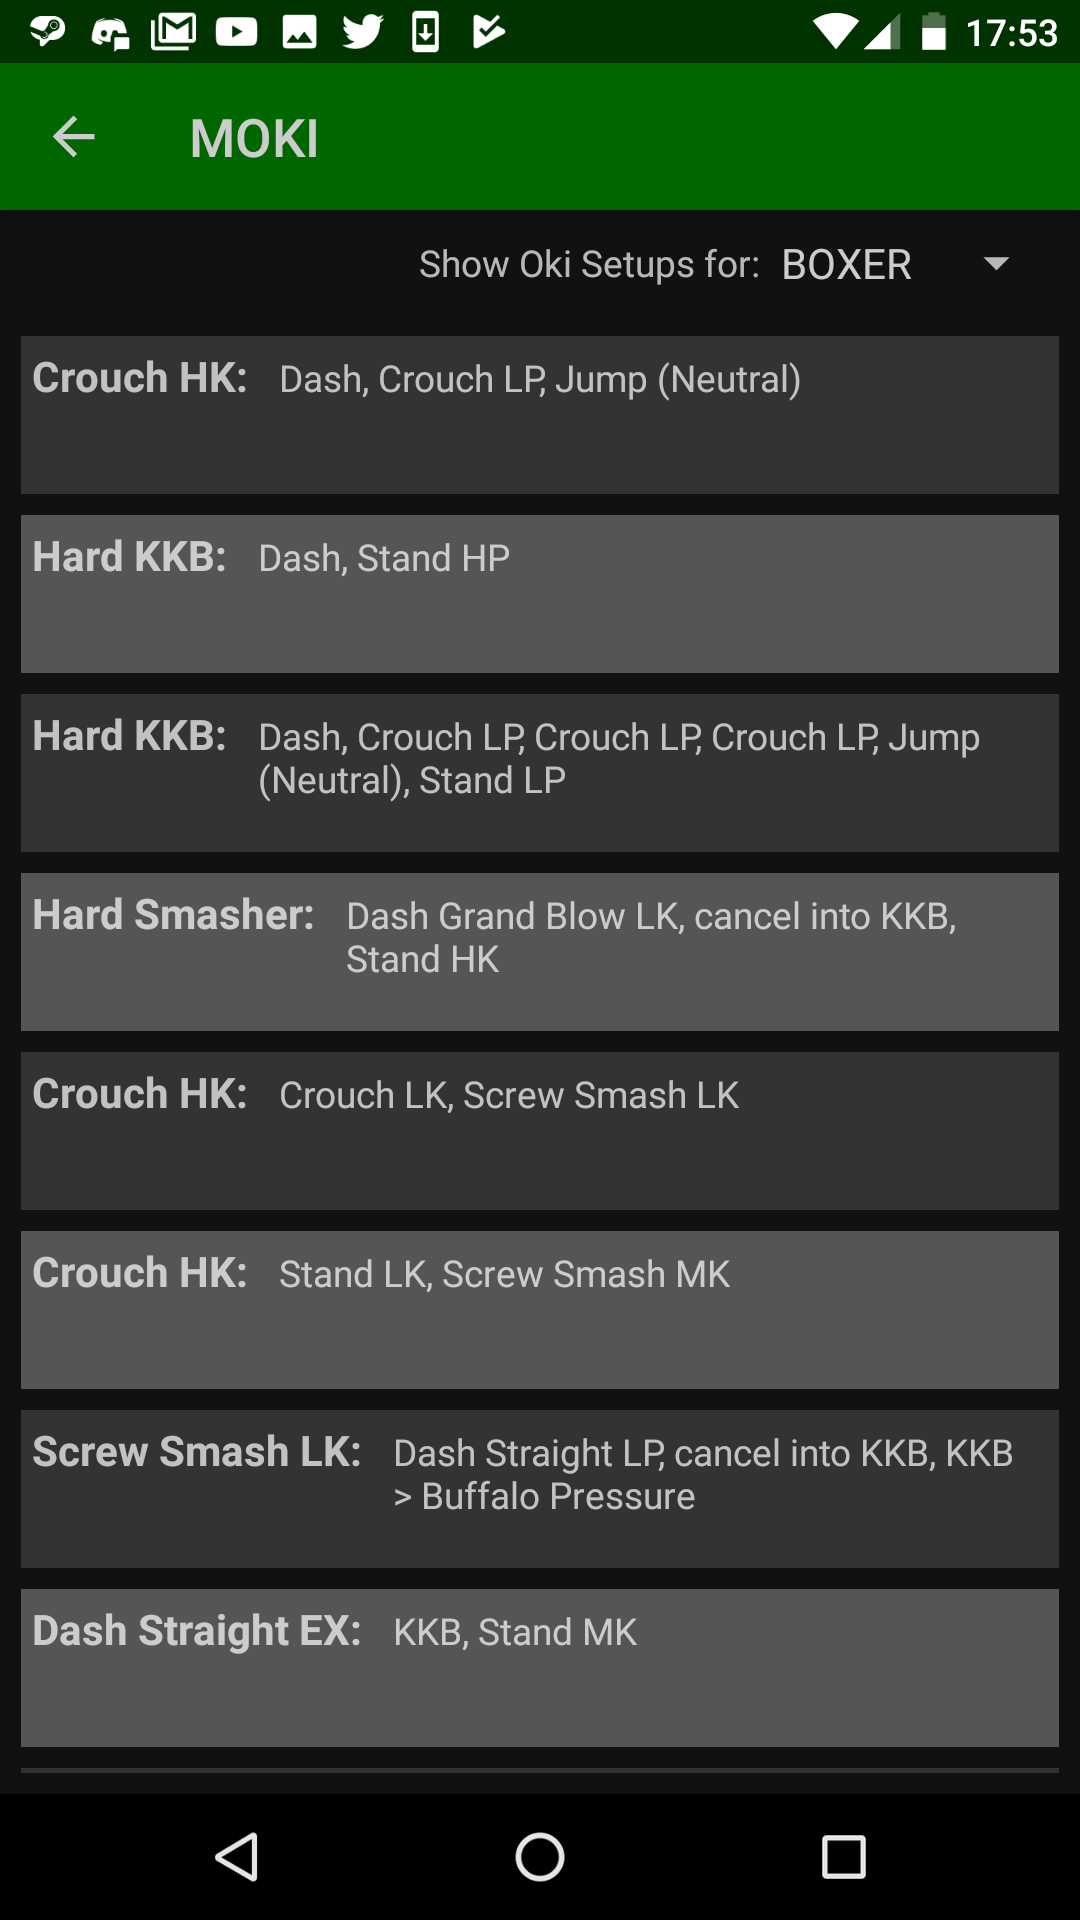 17:53
MOKI
Show Oki Setups for: BOXER
Crouch HK: Dash, Crouch LP, Jump (Neutral)
Hard KKB: Dash, Stand HP
Hard KKB: Dash, Crouch LP, Crouch LP, Crouch LP, Jump
(Neutral), Stand LP
Hard Smasher: Dash Grand Blow LK, cancel into KKB,
Stand HK
Crouch HK: Crouch LK, Screw Smash LK
Crouch HK: Stand LK, Screw Smash MK
Screw Smash LK: Dash Straight LP, cancel into KKB, KKB
> Buffalo Pressure
Dash Straight EX: KKB, Stand MK